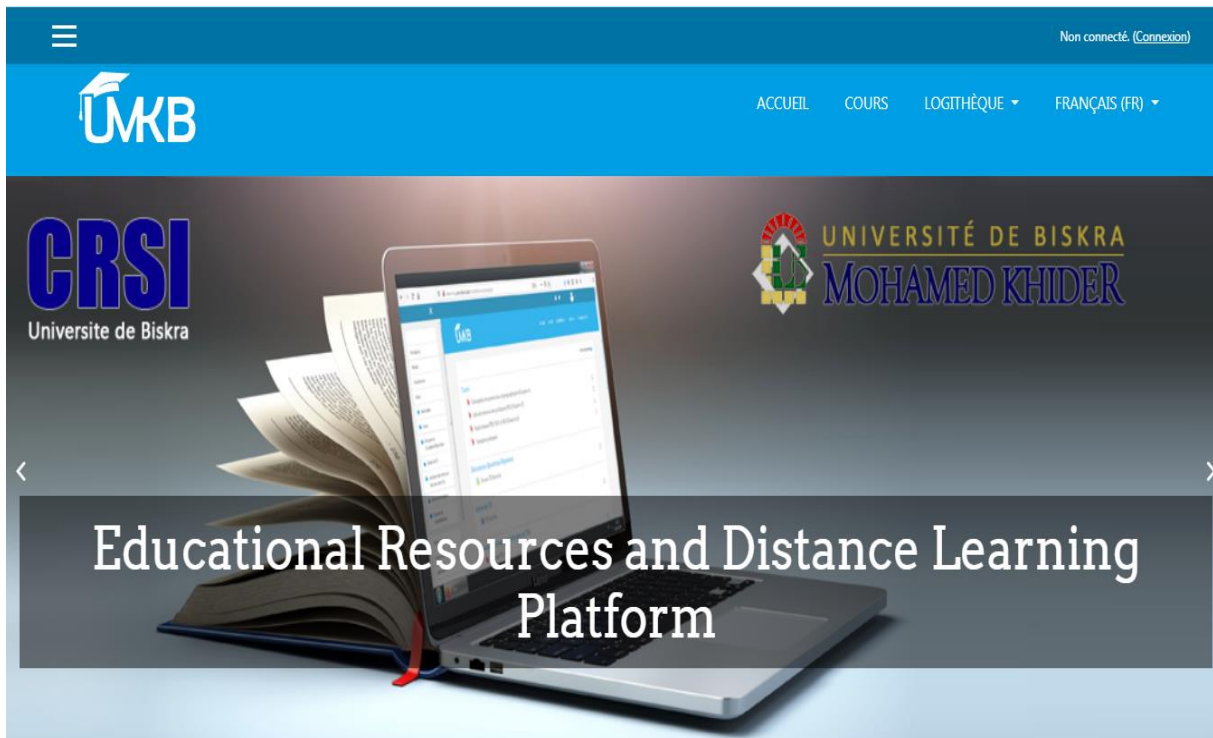 Non connecté. (Connexion)
UMKB
ACCUEIL COURS LOGITHÈQUE FRANÇAIS (FR)
CRSI
Universite de Biskra
UNIVERSITÉ DE BISKRA
MOHAMED KHIDER
UMKB
Educational Resources and Distance Learning
Platform